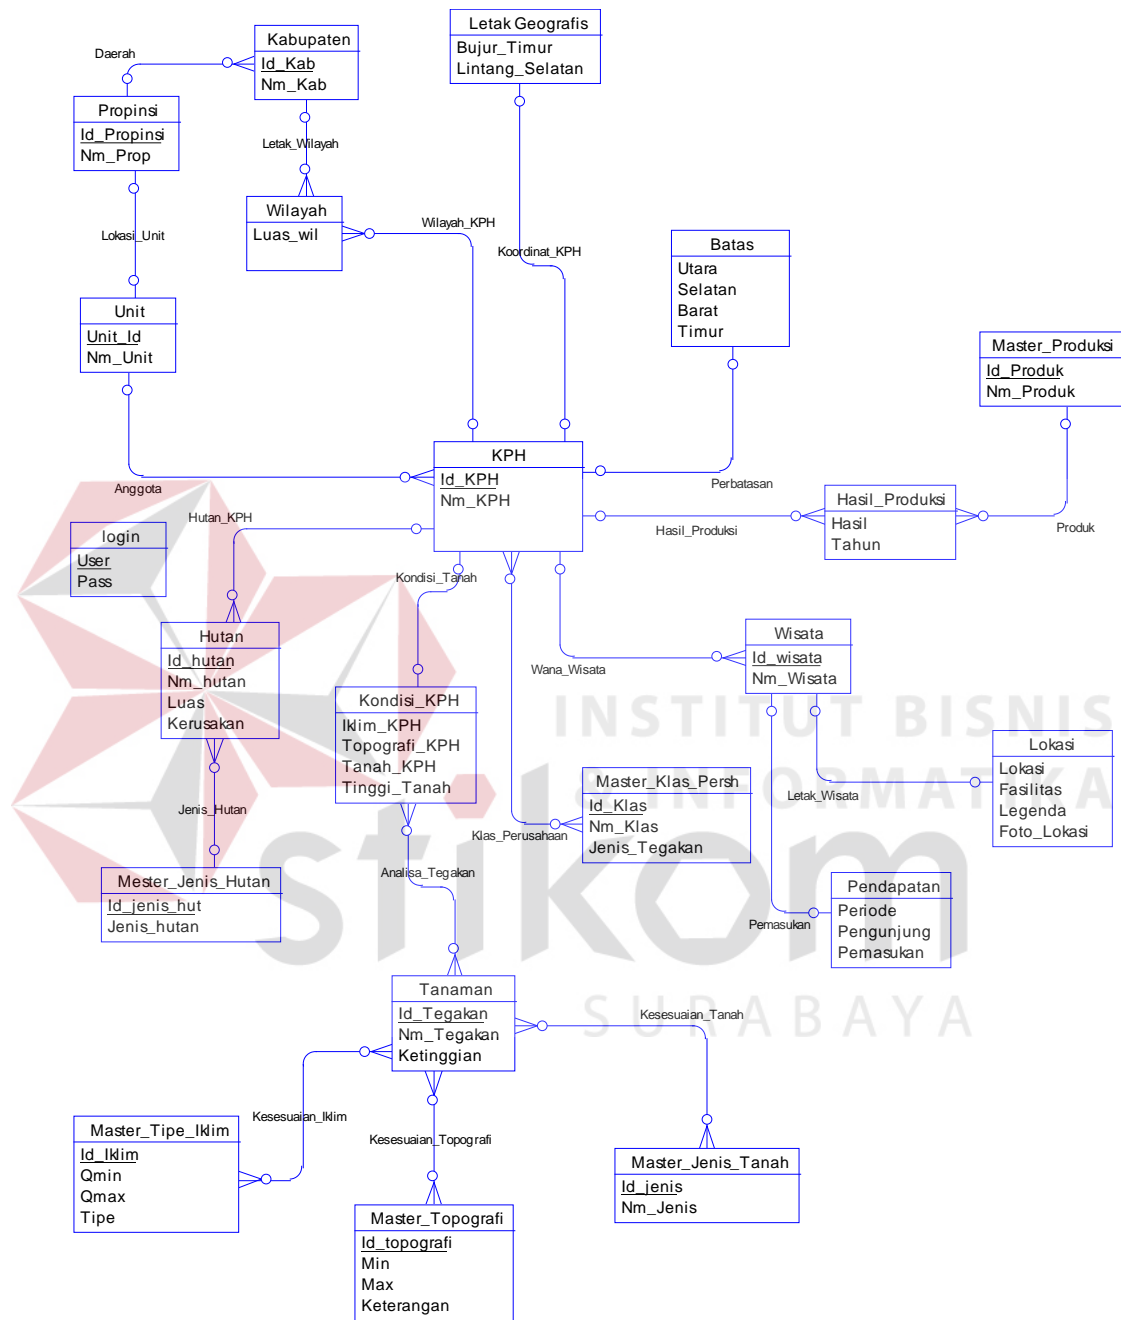 Letak Geografis
Bujur_Timur
Lintang_Selatan
Kabupaten
Id_Kab
Nm_Kab
Daerah
Propinsi
Id_Propinsi
Nm_Prop
Letak_Wilayah
Wilayah
Luas_wil
Wilayah_KPH
Koordinat_KPH
Lokasi_Unit
Batas
Utara
Selatan
Barat
Timur
Unit
Unit_Id
Nm_Unit
Master_Produksi
Id_Produk
Nm_Produk
KPH
Id_KPH
Nm_KPH
Anggota
Perbatasan
Hasil_Produksi
Hasil
Tahun
Hasil_Produksi
Produk
Hutan_KPH
login
User
Pass
Kondisi_Tanah
Hutan
Id_hutan
Nm_hutan
Luas
Kerusakan
Wisata
Id_wisata
Nm_Wisata
Wana_Wisata
Kondisi_KPH
Iklim_KPH
Topografi_KPH
Tanah_KPH
Tinggi_Tanah
INSTITUT BISNIS
& INFORMATIKA
Lokasi
Lokasi
Fasilitas
Legenda
Foto_Lokasi
Letak_Wisata
Master_Klas_Persh
Id_Klas
Nm_Klas
Jenis_Tegakan
Jenis_Hutan
Klas_Perusahaan
Analisa_Tegakan
stikom
Mester_Jenis_Hutan
Id_jenis_hut
Jenis_hutan
Pendapatan
Periode
Pengunjung
Pemasukan
Pemasukan
Tanaman
Id_Tegakan
Nm_Tegakan
Ketinggian
Kesesuaian_Tanah
SURABAYA
Kesesuaian_Iklim
Master_Tipe_Iklim
Id_Iklim
Qmin
Qmax
Tipe
Kesesuaian_Topografi
Master_Jenis_Tanah
Id_jenis
Nm_Jenis
Master_Topografi
Id_topografi
Min
Max
Keterangan